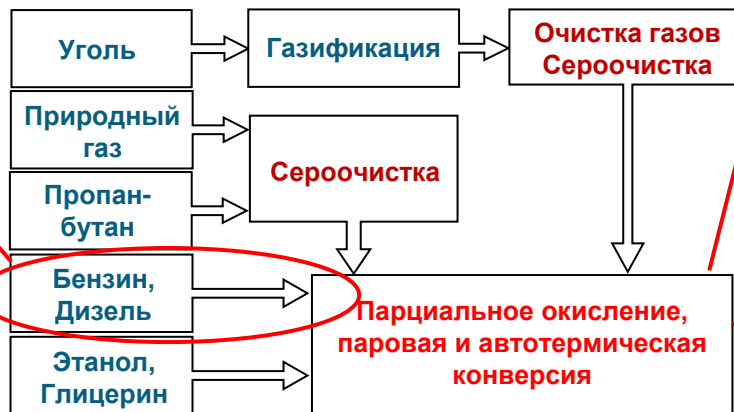 Уголь
Газификация
Очистка газов
Сероочистка
Природный
газ
Сероочистка
Пропан-
бутан
Бензин,
Дизель
Парциальное окисление,
паровая и автотермическая
конверсия
Этанол,
Глицерин